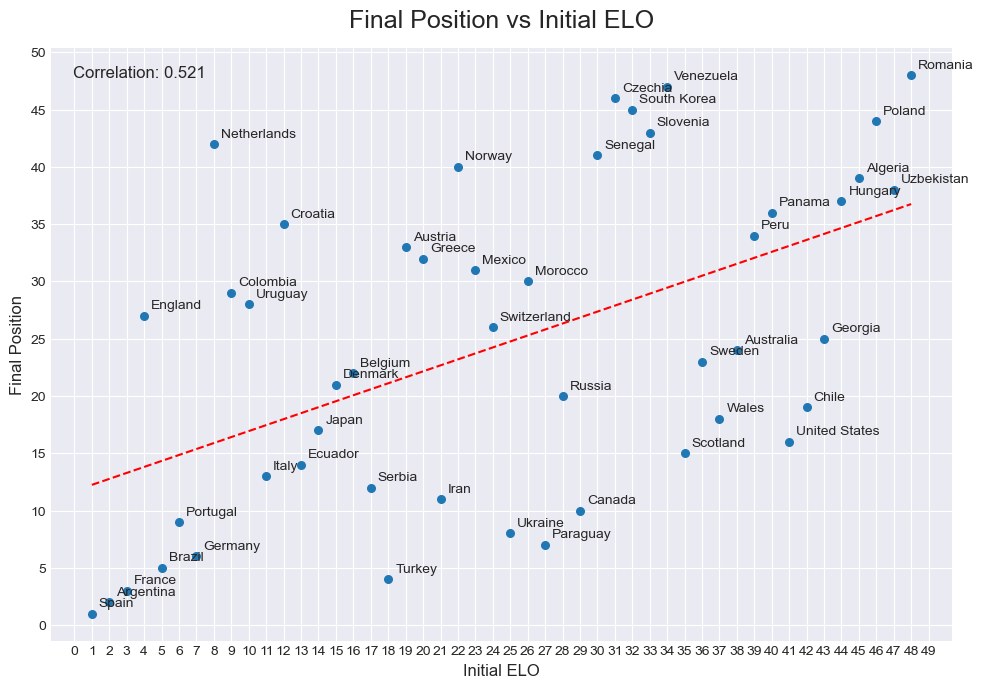 Final Position vs Initial ELO
Correlation: 0.521
Final Position
50
45
40
35
30
25
20
15
10
5
0
Romania
Venezuela
Czechia
South Korea
Poland
Slovenia
Netherlands
Senegal
Norway
Algeria
Uzbekistan
Hungary
Panama
Croatia
Peru
Austria
Greece
Mexico
Morocco
Colombia
Uruguay
England
Switzerland
Georgia
Australia
Sweden
Belgium
Denmark
Russia
Chile
Wales
Japan
United States
Scotland
Ecuador
Italy
Serbia
Iran
Canada
Portugal
Ukraine
Paraguay
Germany
Brazil
Turkey
France
Argentina
Spain
0 1 2 3 4 5 6 7 8 9 10 11 12 13 14 15 16 17 18 19 20 21 22 23 24 25 26 27 28 29 30 31 32 33 34 35 36 37 38 39 40 41 42 43 44 45 46 47 48 49
Initial ELO